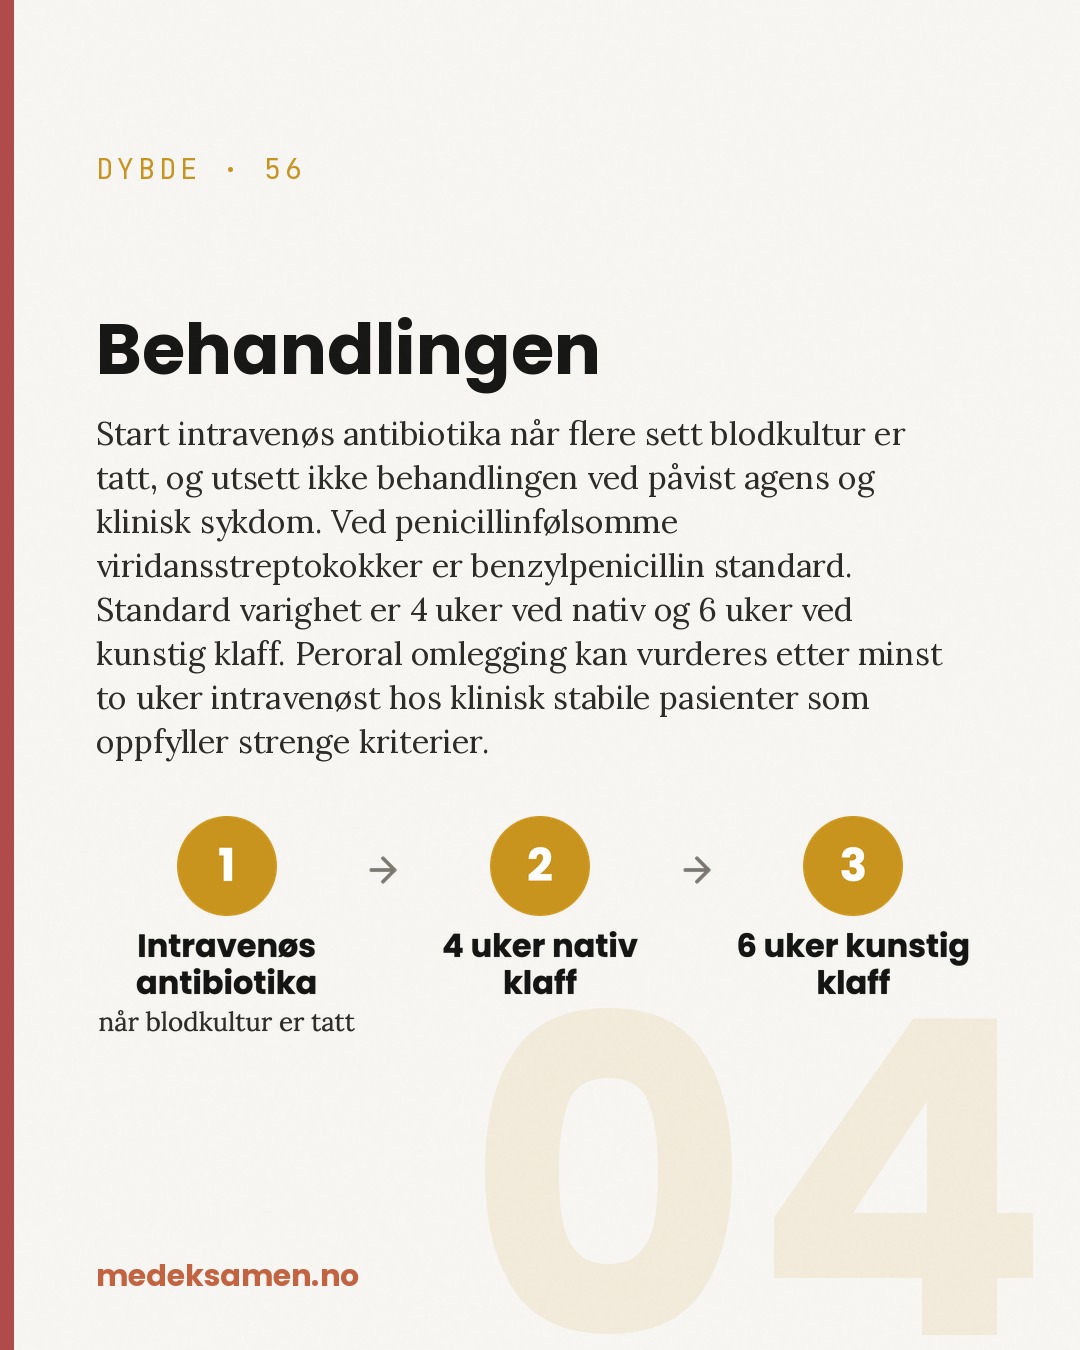 DYBDE · 56
Behandlingen
Start intravenøs antibiotika når flere sett blodkultur er
tatt, og utsett ikke behandlingen ved påvist agens og
klinisk sykdom. Ved penicillinfølsomme
viridansstreptokokker er benzylpenicillin standard.
Standard varighet er 4 uker ved nativ og 6 uker ved
kunstig klaff. Peroral omlegging kan vurderes etter minst
to uker intravenøst hos klinisk stabile pasienter som
oppfyller strenge kriterier.
1 → 2 → 3
Intravenøs
antibiotika
når blodkultur er tatt
4 uker nativ
klaff
6 uker kunstig
klaff
04
medeksamen.no